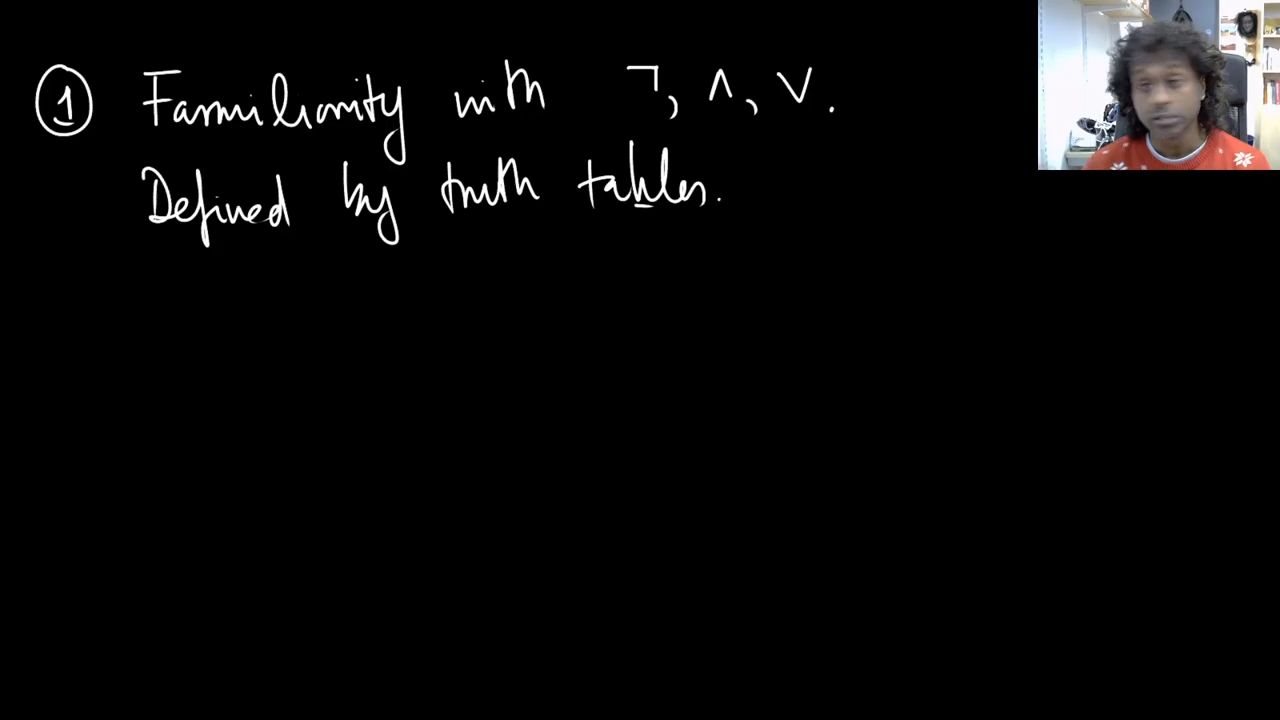 ① Familiarity with ¬, ∧, ∨.
Defined by truth tables.